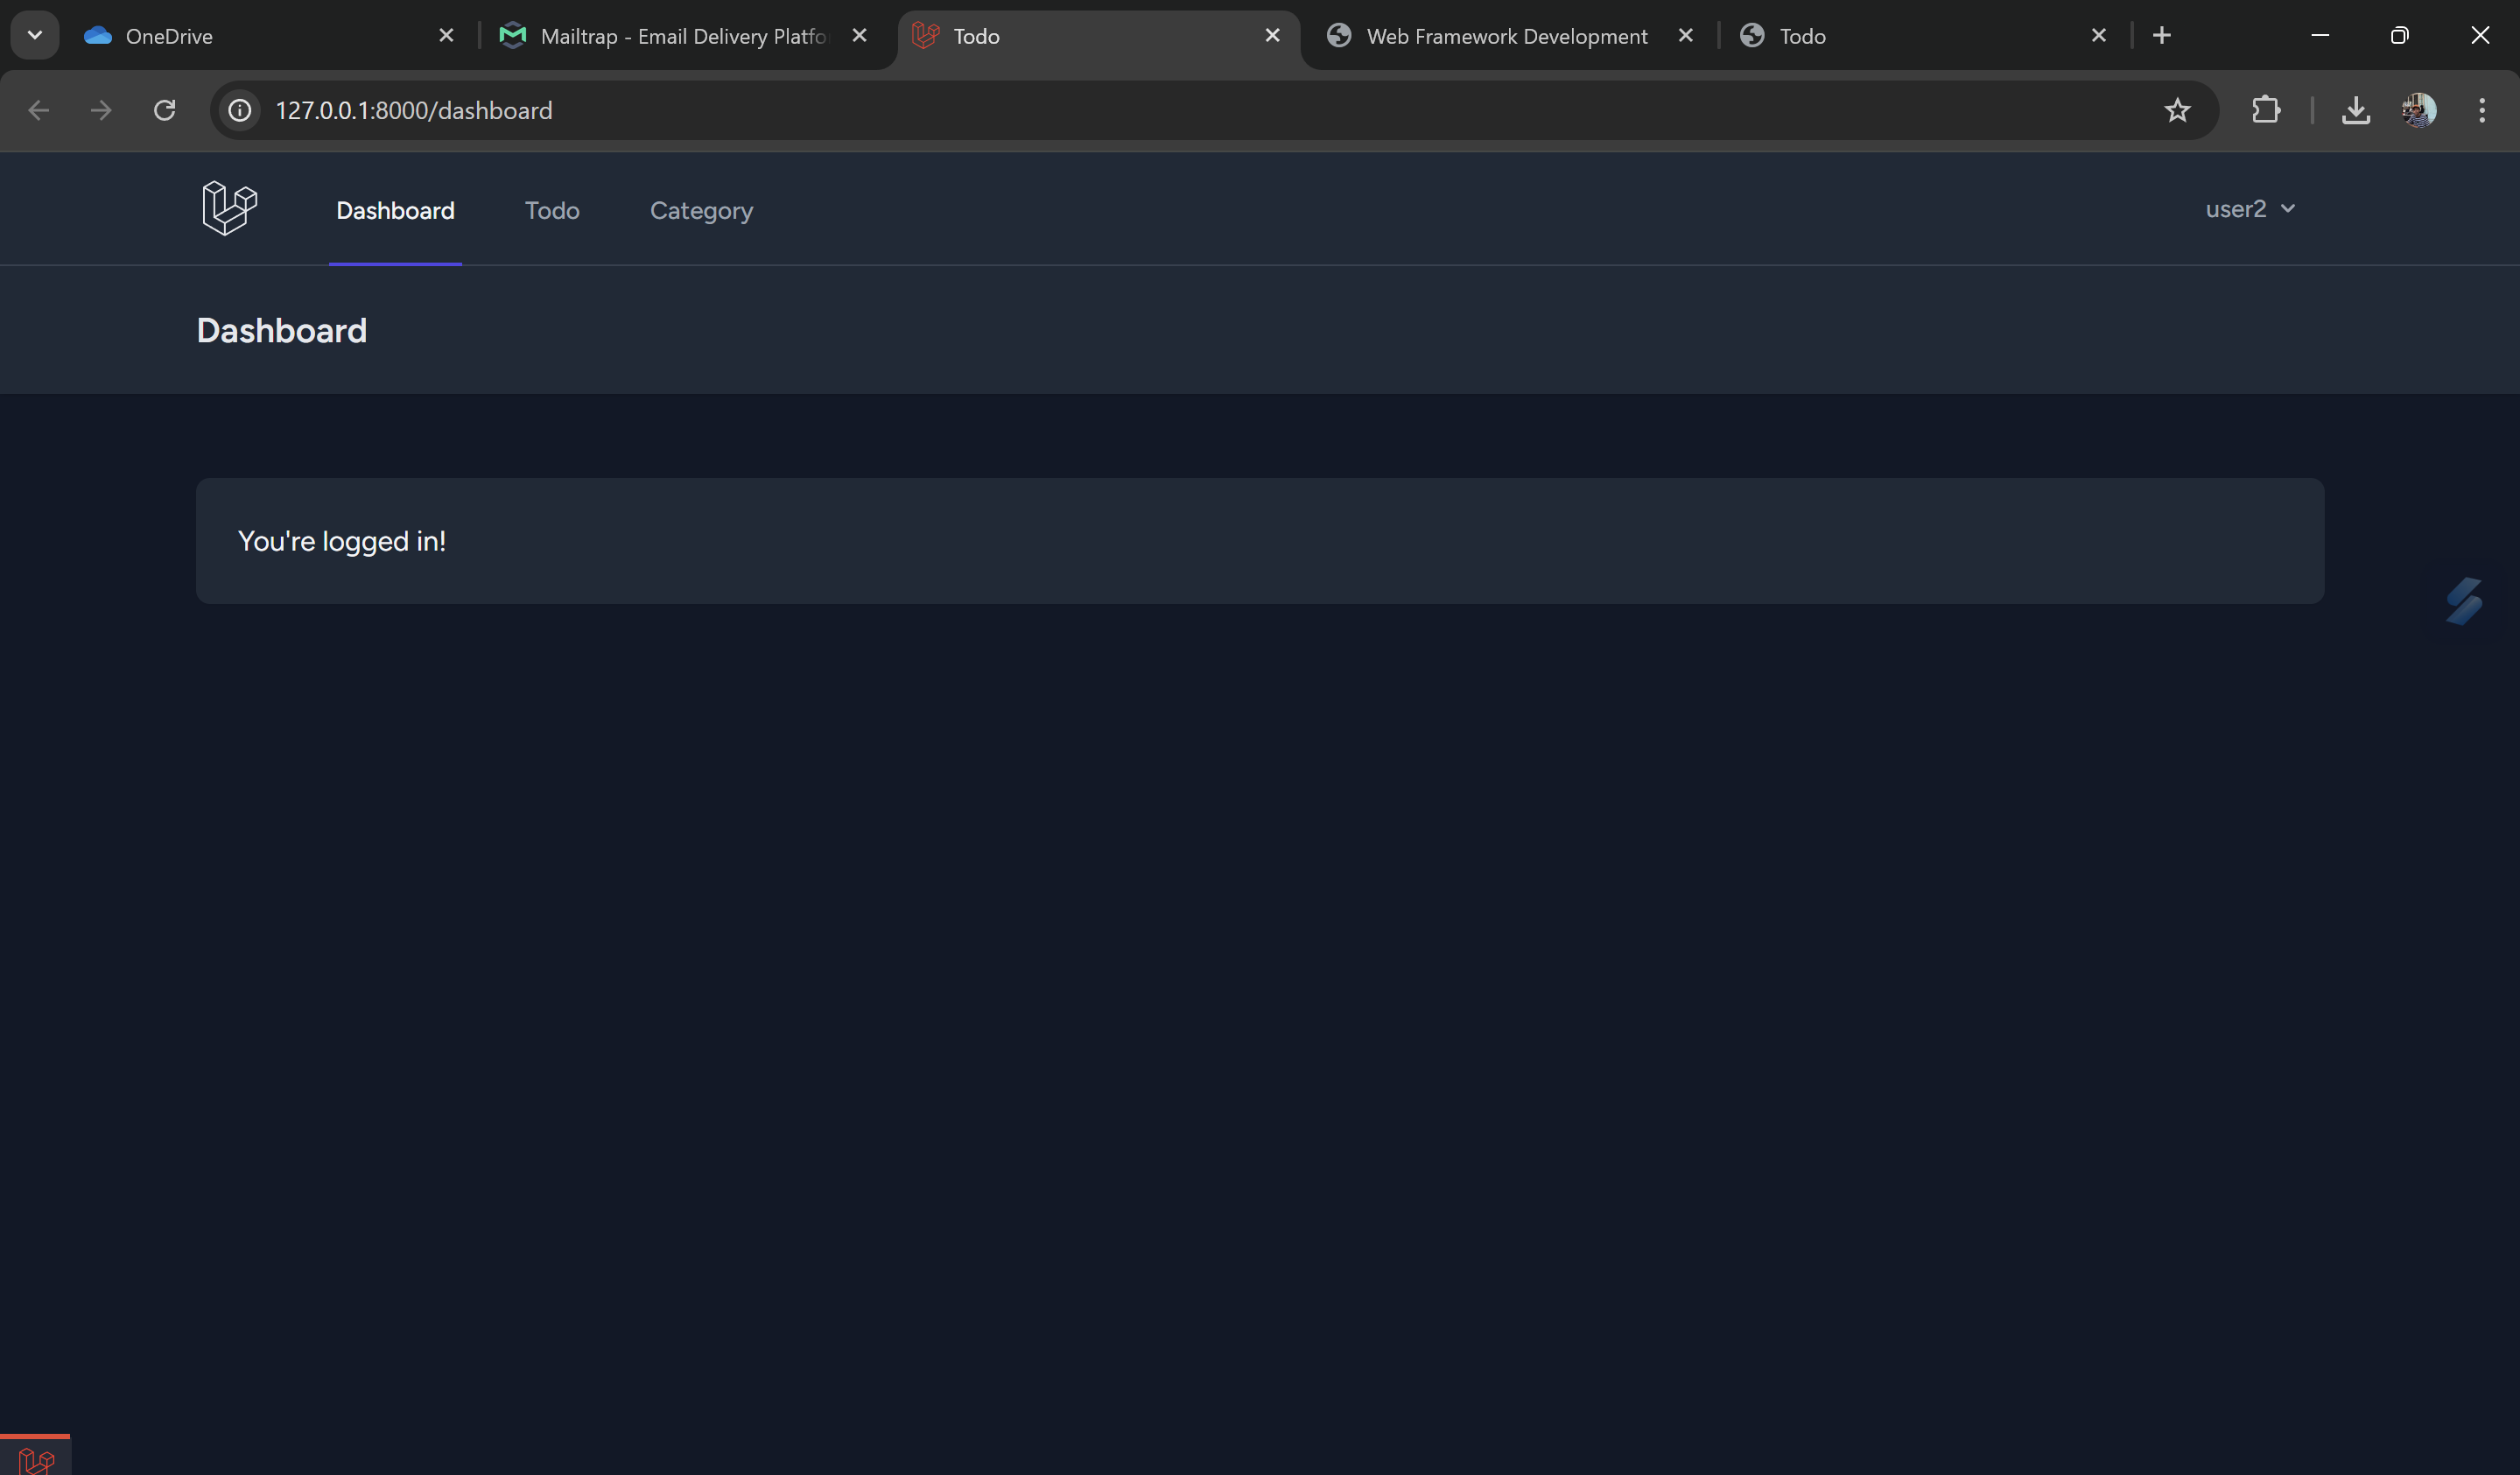 OneDrive
Mailtrap - Email Delivery Platfo
Todo
Web Framework Development
Todo
127.0.0.1:8000/dashboard
Dashboard
Todo
Category
user2
Dashboard
You're logged in!